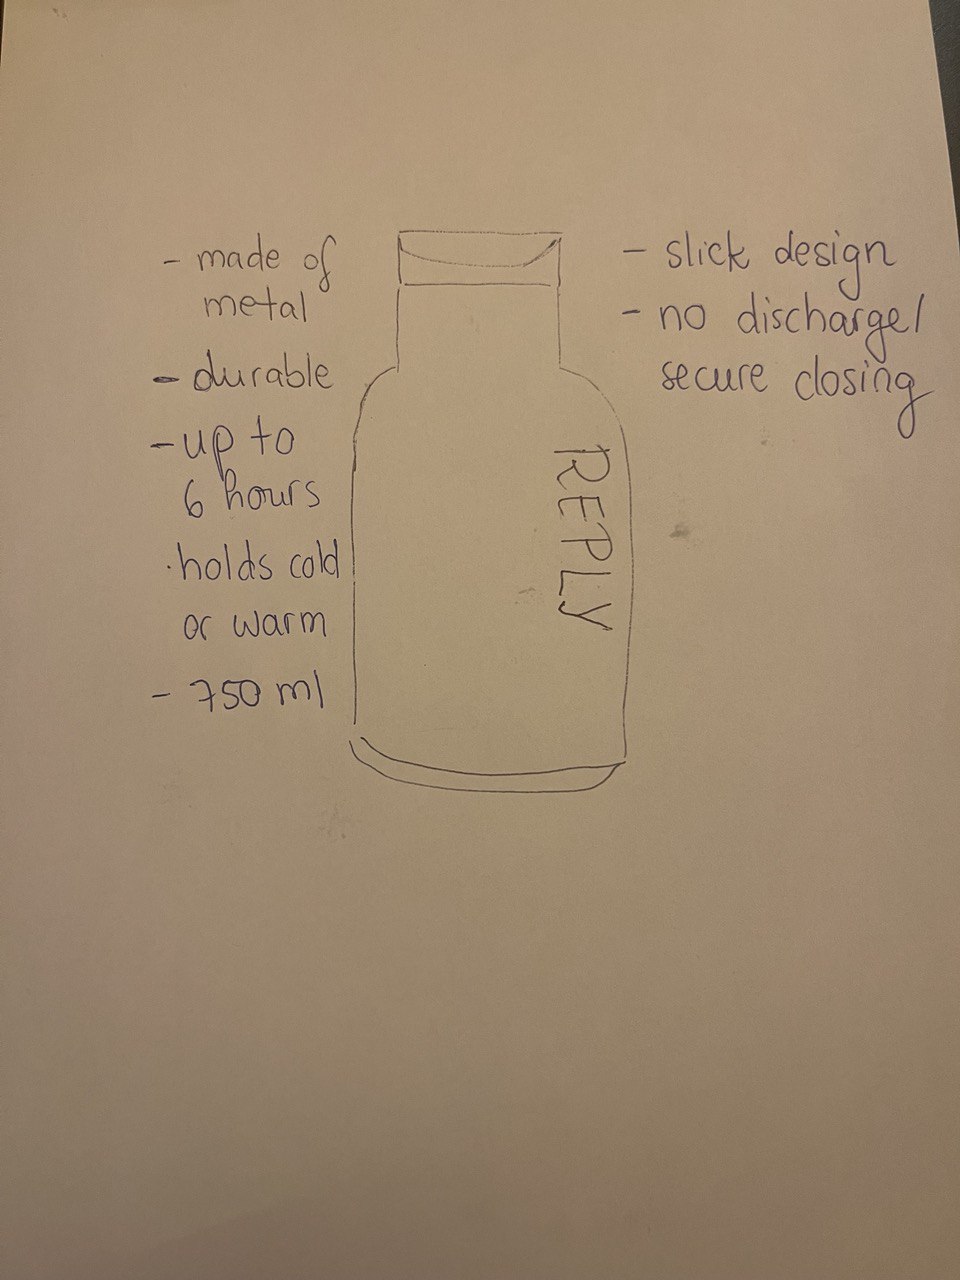 - made of
metal
- durable
- up to
6 hours
· holds cold
or warm
- 750 ml
- slick design
- no discharge/
secure closing
REPLY